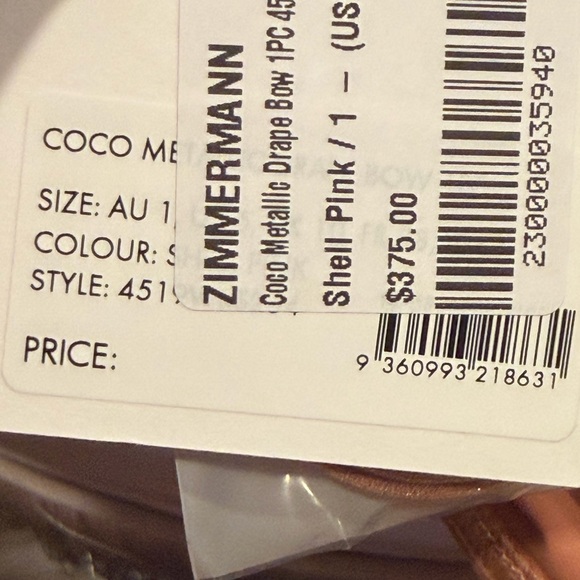 COCO ME
SIZE: AU 1
COLOUR: S
STYLE: 451
PRICE:
ZIMMERMANN
Coco Metallic Drape Bow 1PC 45
Shell Pink / 1 – (US
$375.00
2300000035940
9 360993 218631